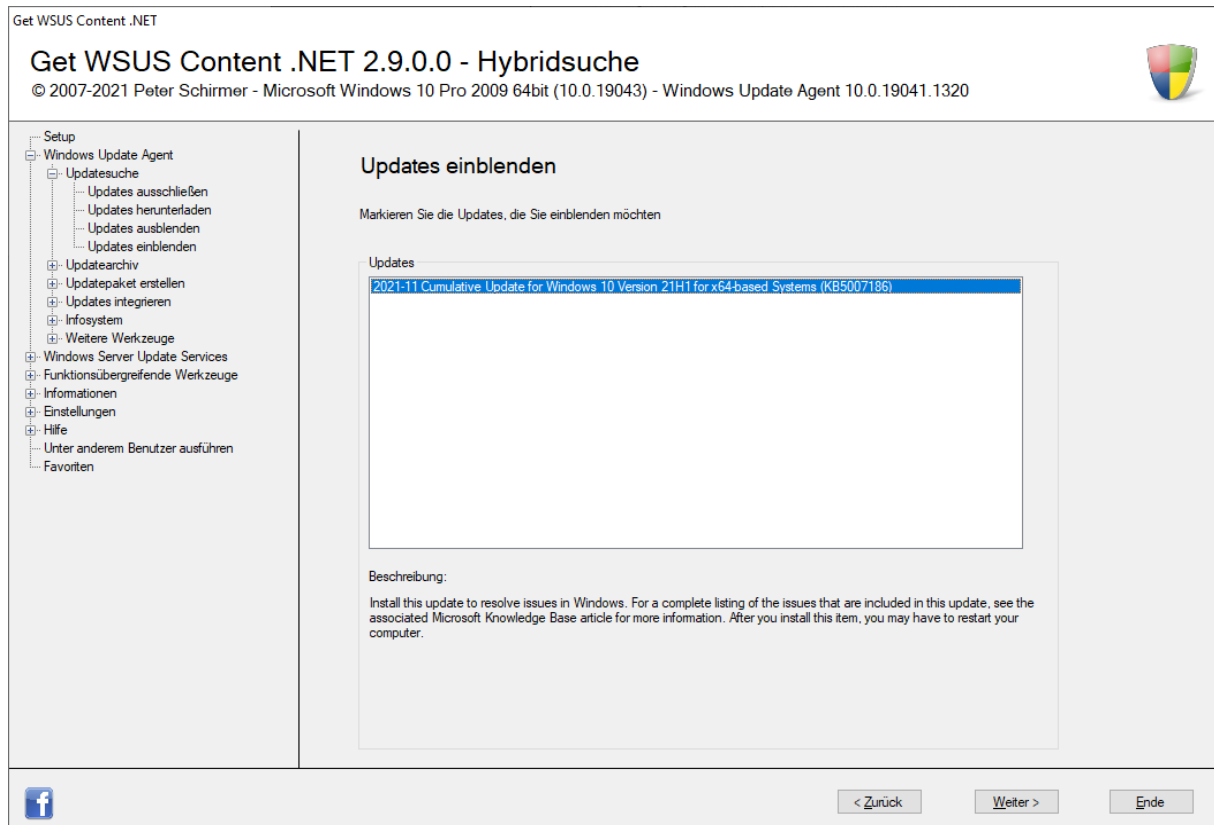 Get WSUS Content .NET
Get WSUS Content .NET 2.9.0.0 - Hybridsuche
© 2007-2021 Peter Schirmer - Microsoft Windows 10 Pro 2009 64bit (10.0.19043) - Windows Update Agent 10.0.19041.1320
Setup
Windows Update Agent
Updatesuche
Updates ausschließen
Updates herunterladen
Updates ausblenden
Updates einblenden
Updatearchiv
Updatepaket erstellen
Updates integrieren
Infosystem
Weitere Werkzeuge
Windows Server Update Services
Funktionsübergreifende Werkzeuge
Informationen
Einstellungen
Hilfe
Unter anderem Benutzer ausführen
Favoriten
Updates einblenden
Markieren Sie die Updates, die Sie einblenden möchten
Updates
2021-11 Cumulative Update for Windows 10 Version 21H1 for x64-based Systems (KB5007186)
Beschreibung:
Install this update to resolve issues in Windows. For a complete listing of the issues that are included in this update, see the
associated Microsoft Knowledge Base article for more information. After you install this item, you may have to restart your
computer.
f
< Zurück
Weiter >
Ende